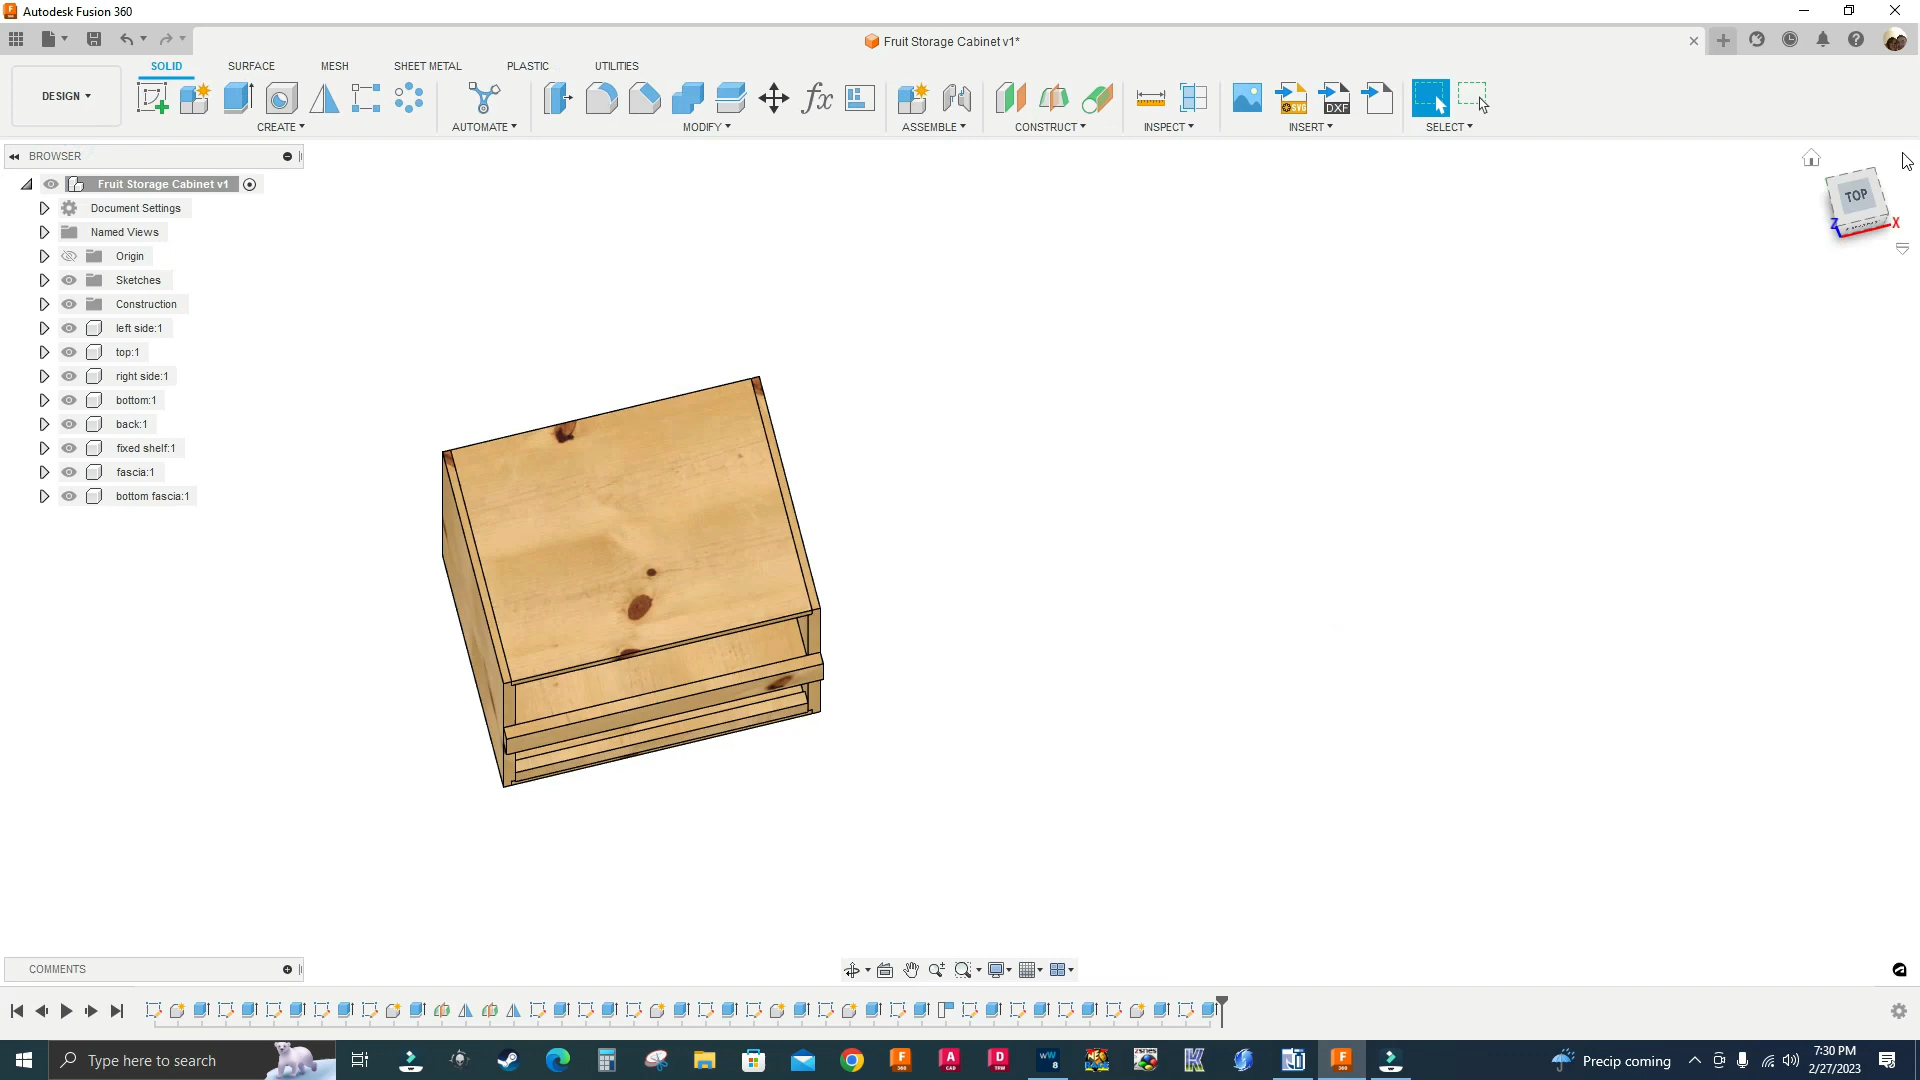 Autodesk Fusion 360
Fruit Storage Cabinet v1*
DESIGN
SOLID SURFACE MESH SHEET METAL PLASTIC UTILITIES
CREATE AUTOMATE MODIFY ASSEMBLE CONSTRUCT INSPECT INSERT SELECT
fx
SVG
DXF
BROWSER
Fruit Storage Cabinet v1
Document Settings
Named Views
Origin
Sketches
Construction
left side:1
top:1
right side:1
bottom:1
back:1
fixed shelf:1
fascia:1
bottom fascia:1
TOP
Z
X
COMMENTS
Type here to search
Precip coming
7:30 PM
2/27/2023